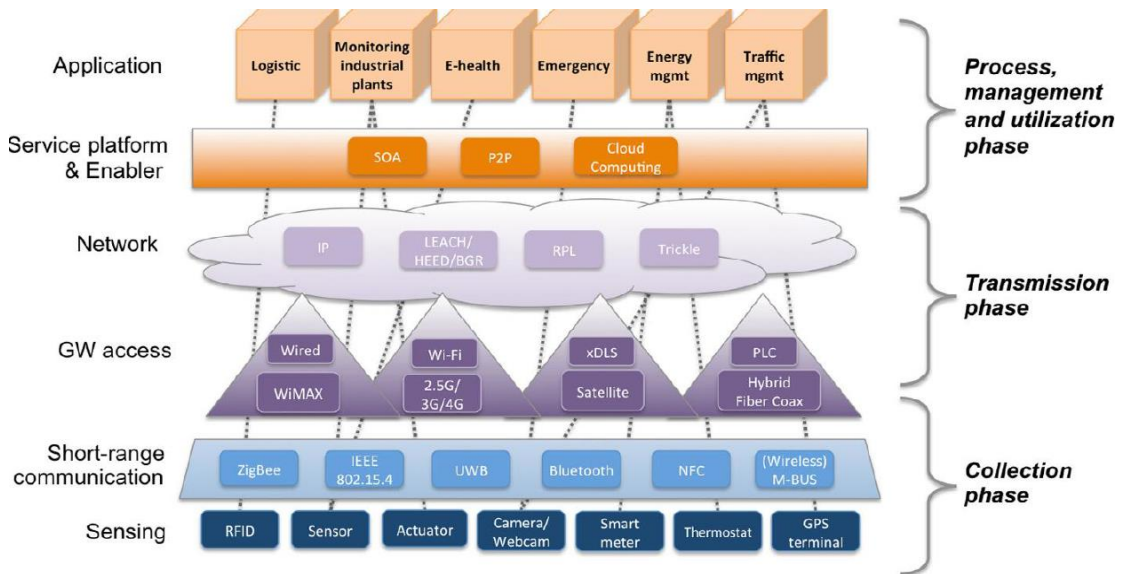 Application
Logistic
Monitoring
industrial
plants
E-health
Emergency
Energy
mgmt
Traffic
mgmt
Process,
management
and utilization
phase
Service platform
& Enabler
SOA
P2P
Cloud
Computing
Network
IP
LEACH/
HEED/BGR
RPL
Trickle
Transmission
phase
GW access
Wired
WiMAX
Wi-Fi
2.5G/
3G/4G
xDLS
Satellite
PLC
Hybrid
Fiber Coax
Short-range
communication
ZigBee
IEEE
802.15.4
UWB
Bluetooth
NFC
(Wireless)
M-BUS
Collection
phase
Sensing
RFID
Sensor
Actuator
Camera/
Webcam
Smart
meter
Thermostat
GPS
terminal